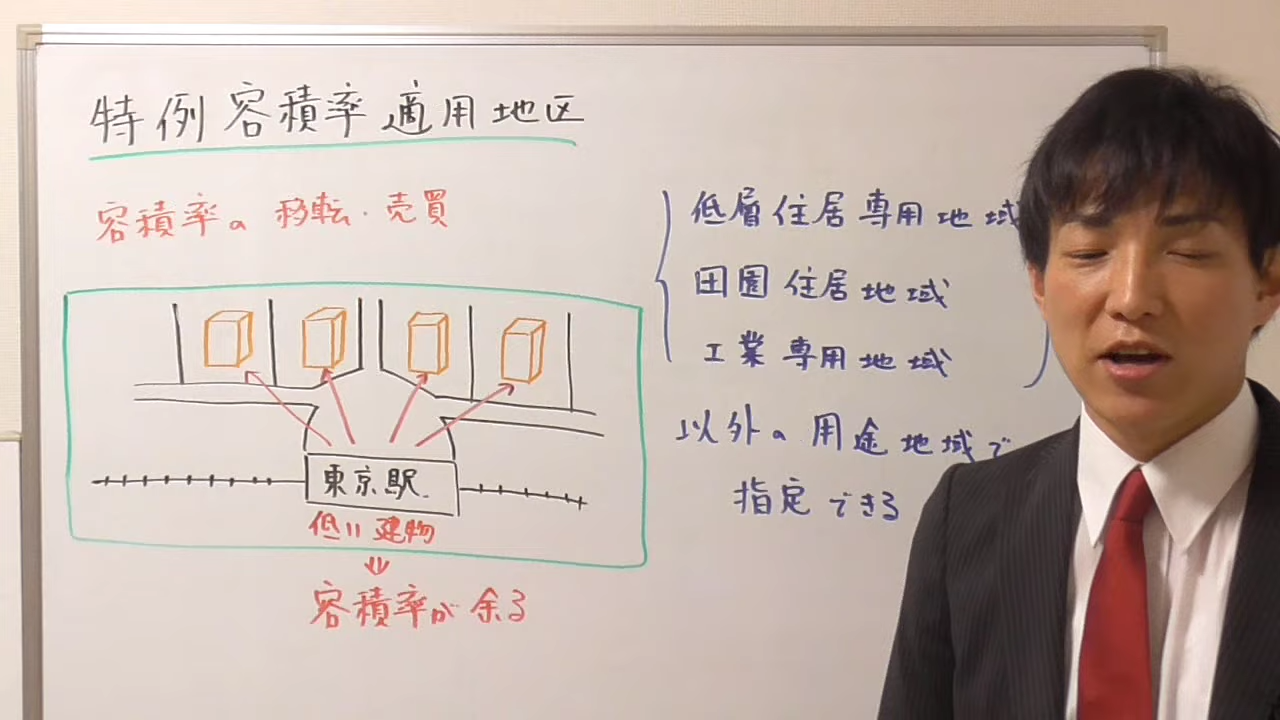 特例容積率適用地区
容積率の移転・売買
東京駅
低い建物
容積率が余る
低層住居専用地域
田園住居地域
工業専用地域
以外の用途地域で
指定できる